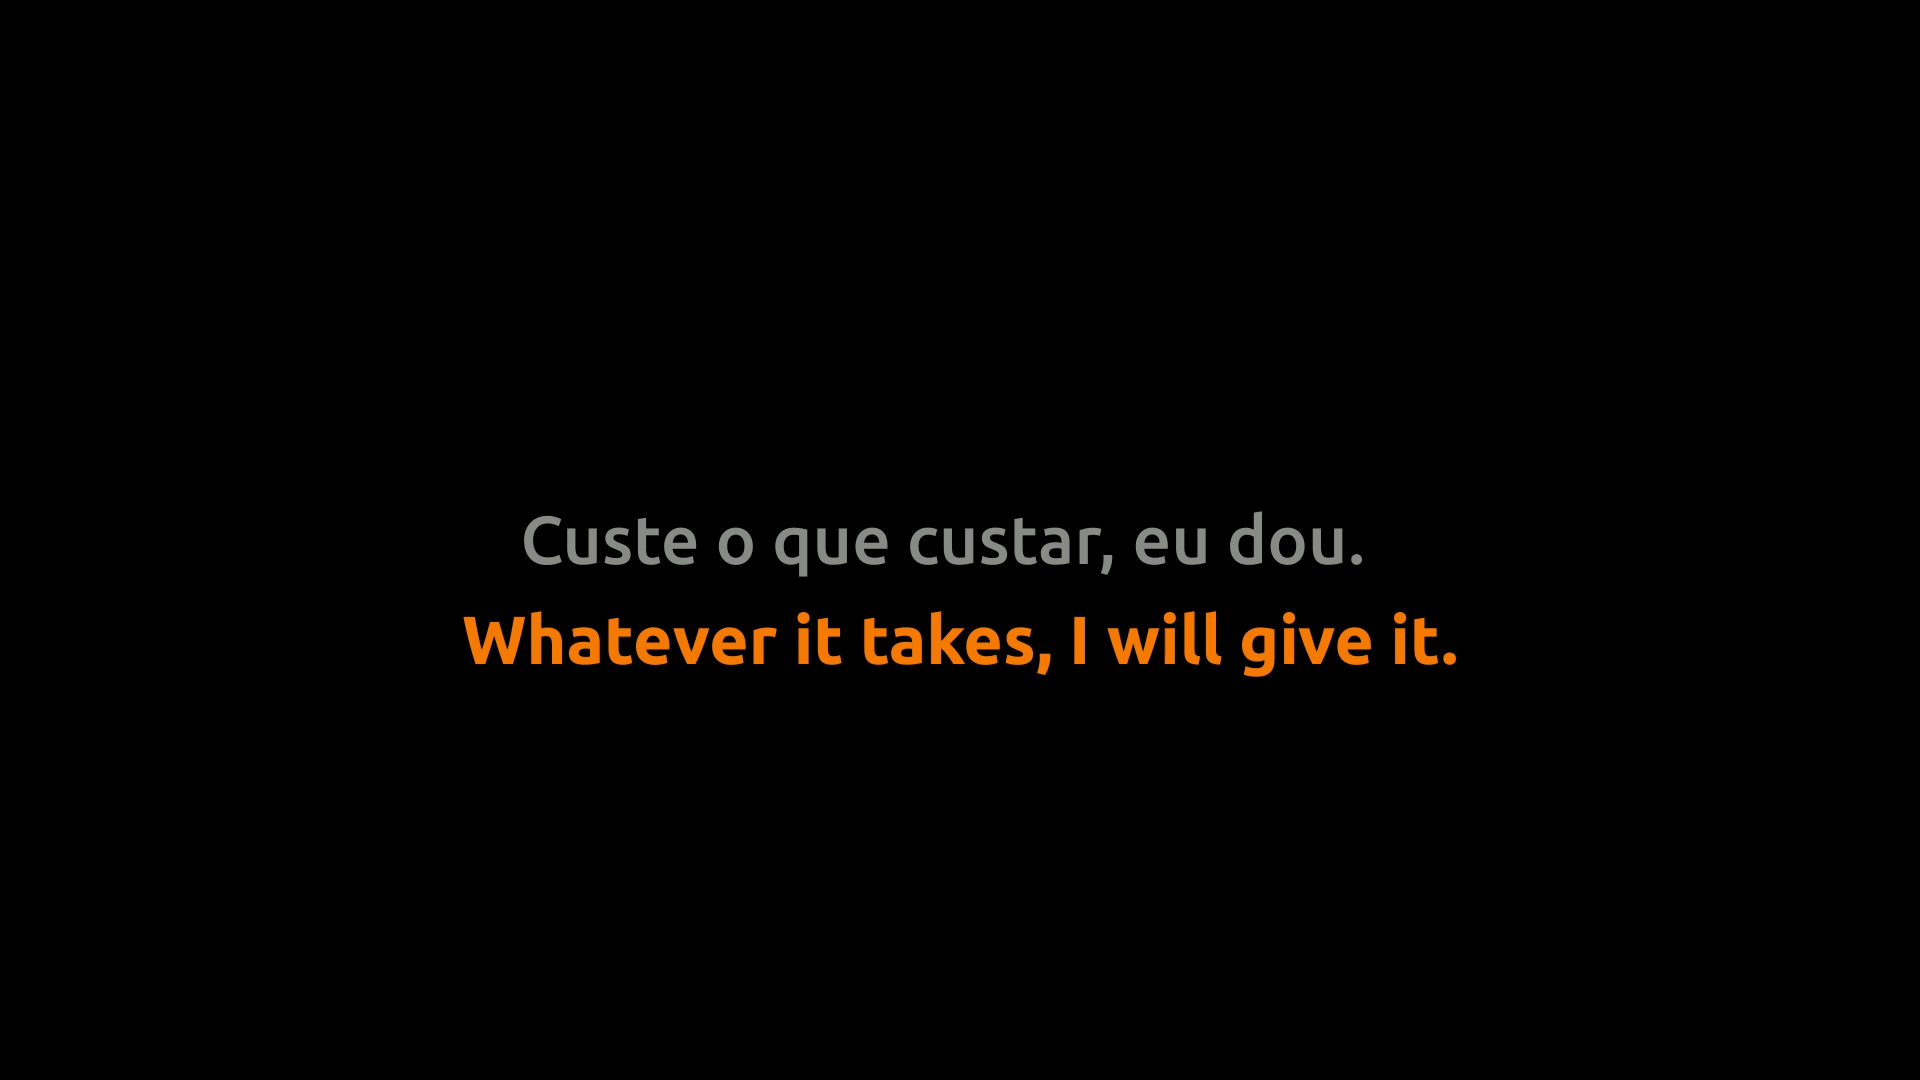 Custe o que custar, eu dou.
Whatever it takes, I will give it.